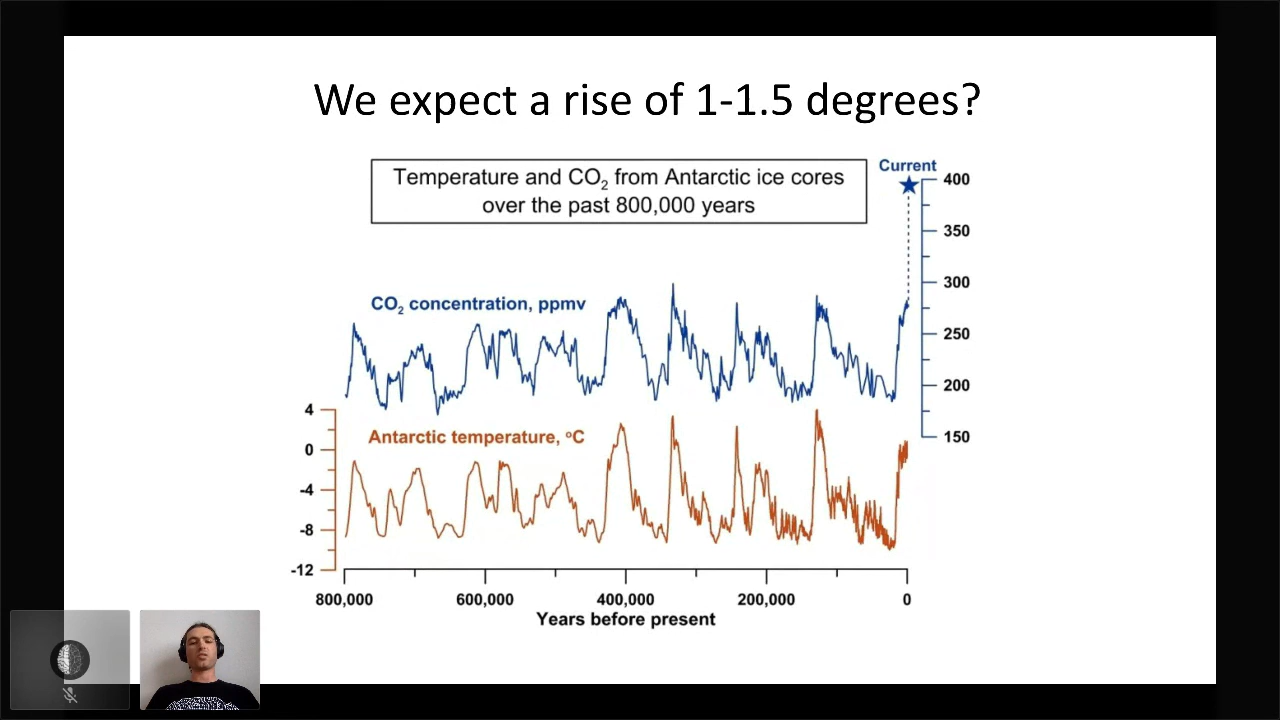 We expect a rise of 1-1.5 degrees?
Temperature and CO₂ from Antarctic ice cores
over the past 800,000 years
Current
400
350
300
250
200
150
CO₂ concentration, ppmv
4
0
-4
-8
-12
Antarctic temperature, °C
800,000
600,000
400,000
200,000
0
Years before present